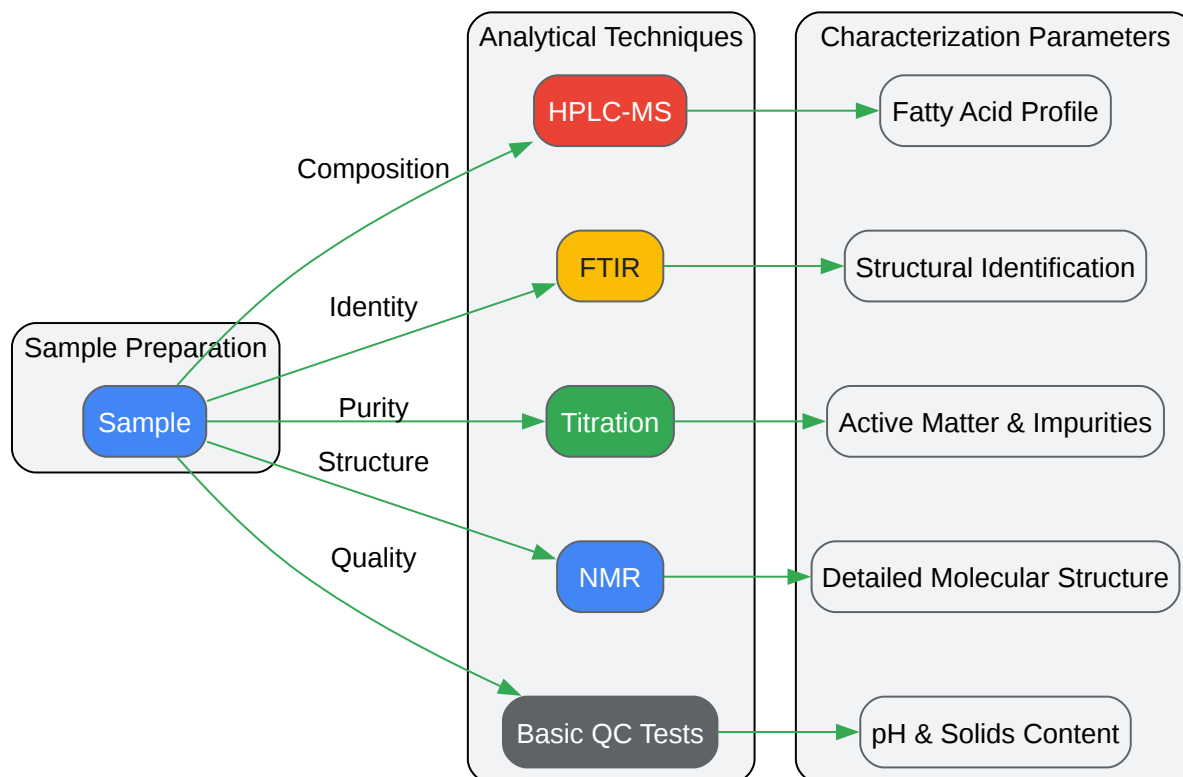 Analytical Techniques
Characterization Parameters
HPLC-MS
Fatty Acid Profile
Composition
FTIR
Structural Identification
Identity
Sample Preparation
Sample
Purity
Titration
Active Matter & Impurities
Structure
Quality
NMR
Detailed Molecular Structure
Basic QC Tests
pH & Solids Content